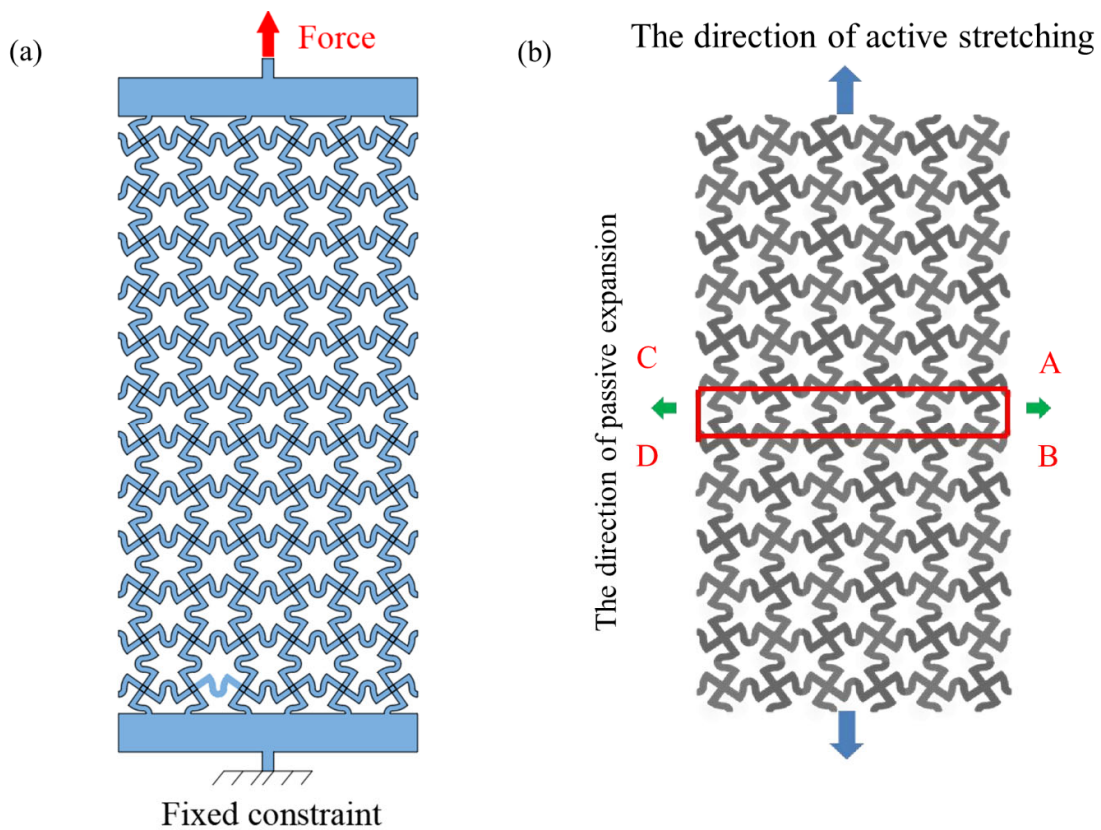 (a)
Force
Fixed constraint
(b)
The direction of active stretching
The direction of passive expansion
C
A
D
B